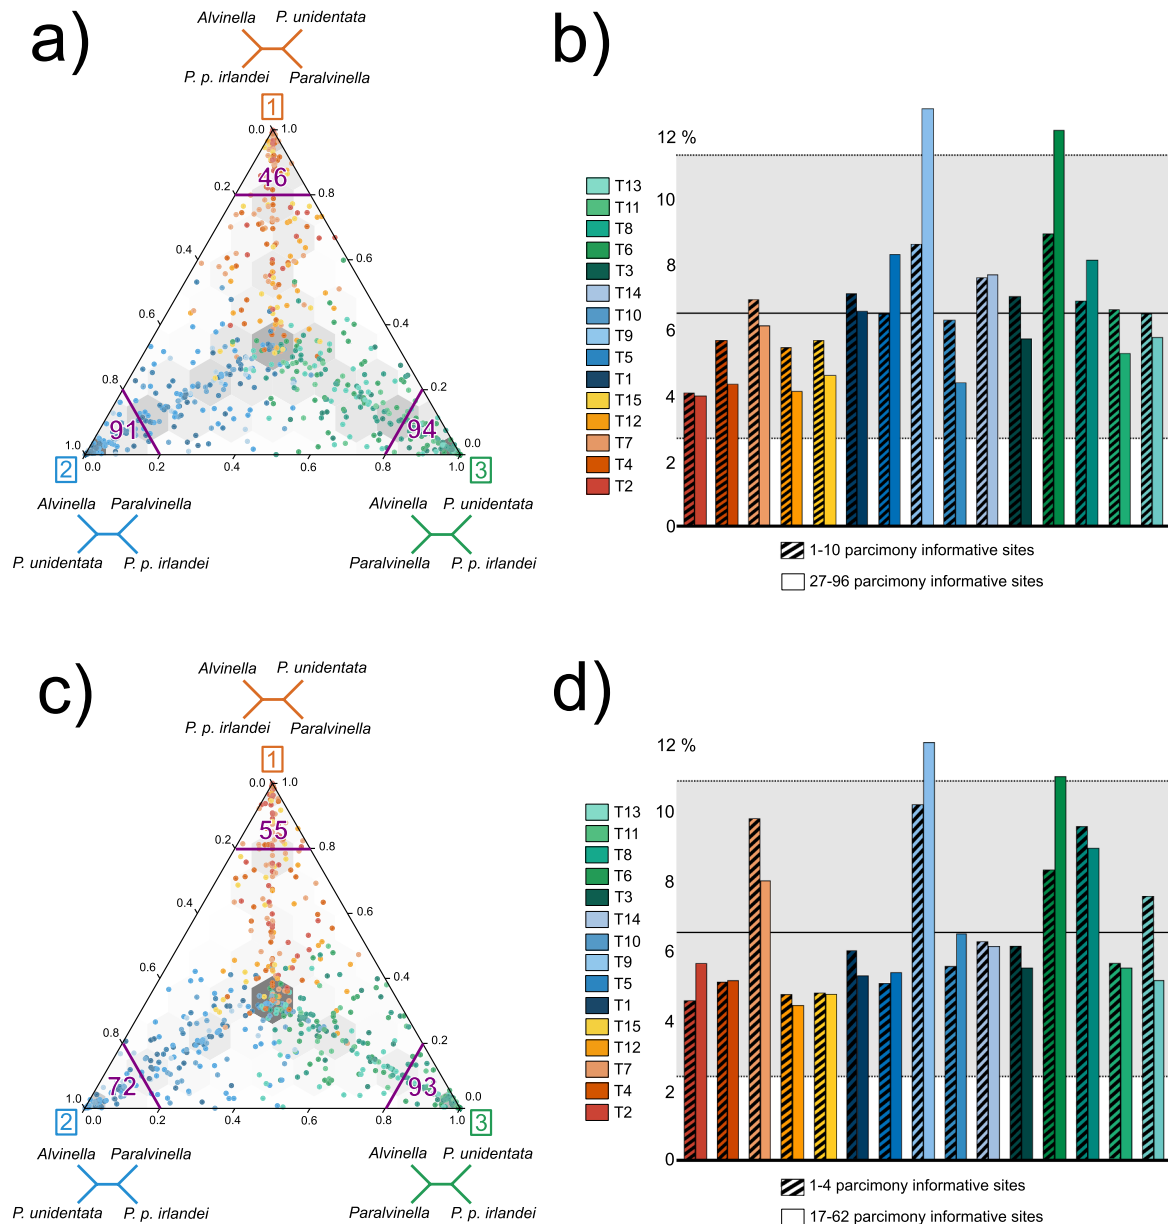 a)
Alvinella P. unidentata
P. p. irlandei Paralvinella
1
0.0 1.0
46
0.2 0.8
0.4 0.6
0.6 0.4
0.8 0.2
91 94
1.0 0.0
2 0.0 0.2 0.4 0.6 0.8 1.0 3
Alvinella Paralvinella
P. unidentata P. p. irlandei
Alvinella P. unidentata
Paralvinella P. p. irlandei
b)
12 %
10
8
6
4
2
0
T13
T11
T8
T6
T3
T14
T10
T9
T5
T1
T15
T12
T7
T4
T2
1-10 parcimony informative sites
27-96 parcimony informative sites
c)
Alvinella P. unidentata
P. p. irlandei Paralvinella
1
0.0 1.0
55
0.2 0.8
0.4 0.6
0.6 0.4
0.8 0.2
72 93
1.0 0.0
2 0.0 0.2 0.4 0.6 0.8 1.0 3
Alvinella Paralvinella
P. unidentata P. p. irlandei
Alvinella P. unidentata
Paralvinella P. p. irlandei
d)
12 %
10
8
6
4
2
0
T13
T11
T8
T6
T3
T14
T10
T9
T5
T1
T15
T12
T7
T4
T2
1-4 parcimony informative sites
17-62 parcimony informative sites